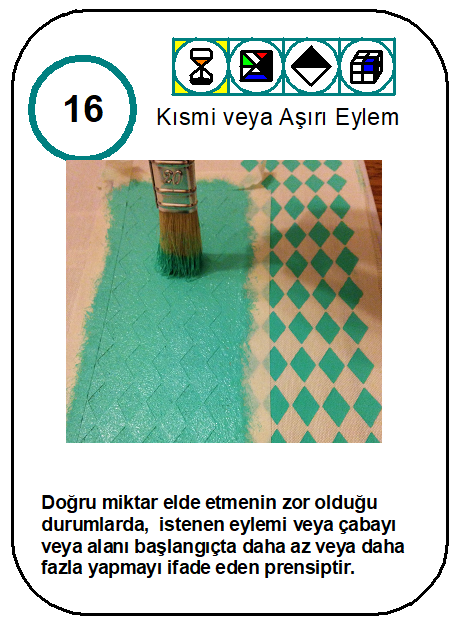 16
Kısmi veya Aşırı Eylem
Doğru miktar elde etmenin zor olduğu
durumlarda, istenen eylemi veya çabayı
veya alanı başlangıçta daha az veya daha
fazla yapmayı ifade eden prensiptir.